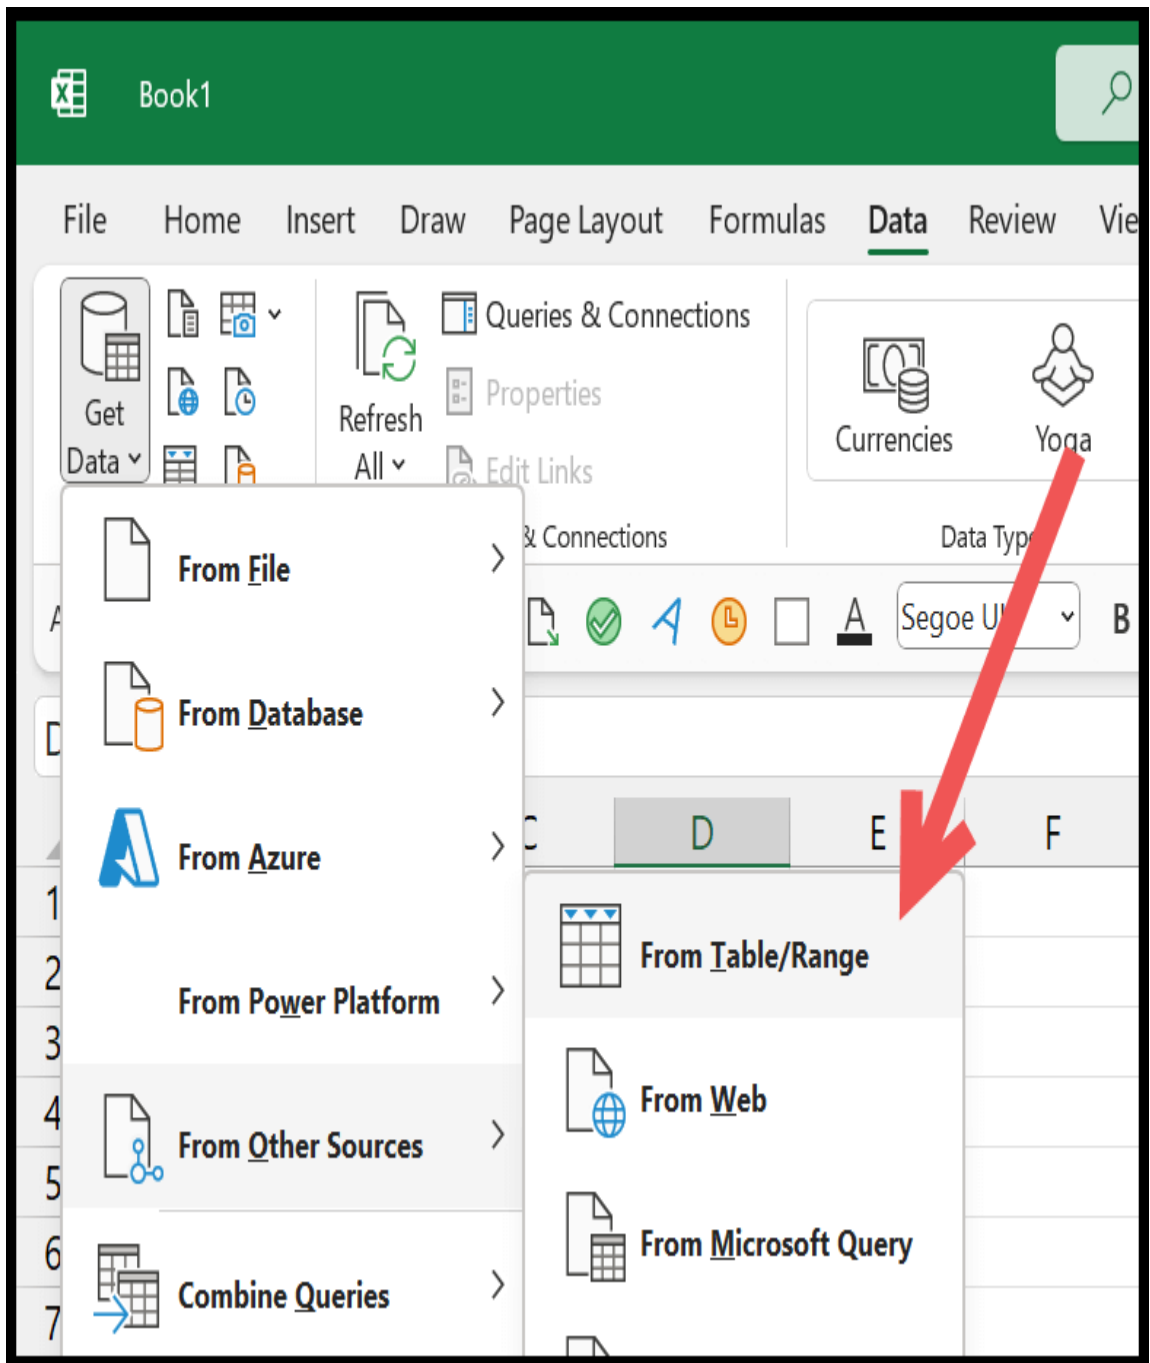 Book1
File Home Insert Draw Page Layout Formulas Data Review Vie
Get
Data
Refresh
All
Queries & Connections
Properties
Edit Links
& Connections
Currencies
Yoga
Data Type
Segoe U
A
B
From File
From Database
From Azure
From Power Platform
From Other Sources
Combine Queries
C D E F
1
2
3
4
5
6
7
From Table/Range
From Web
From Microsoft Query